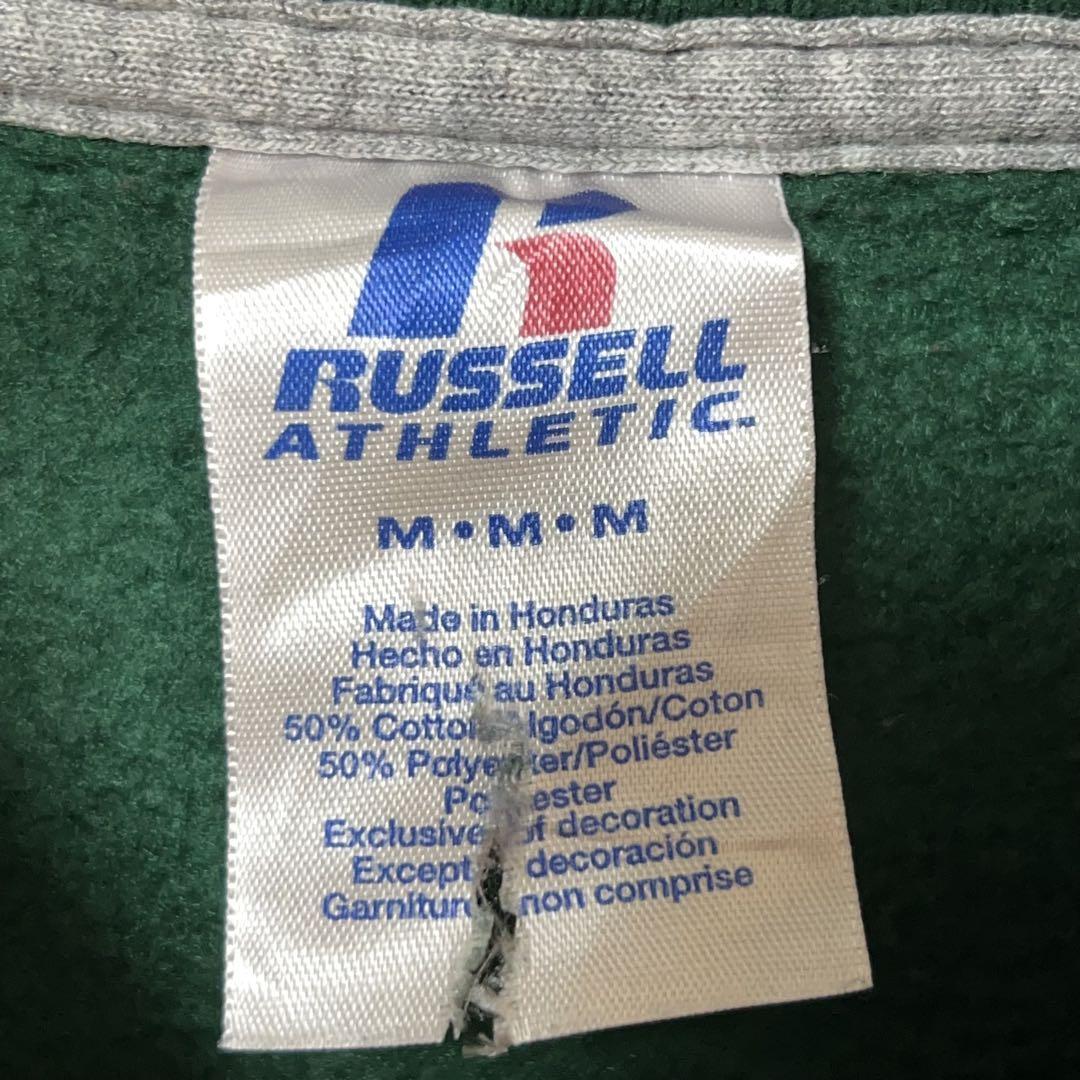 RUSSELL
ATHLETIC
M•M•M
Made in Honduras
Hecho en Honduras
Fabriqué au Honduras
50% Cotton/Algodón/Coton
50% Polyester/Poliéster
Polyester
Exclusive of decoration
Excepto decoración
Garniture non comprise